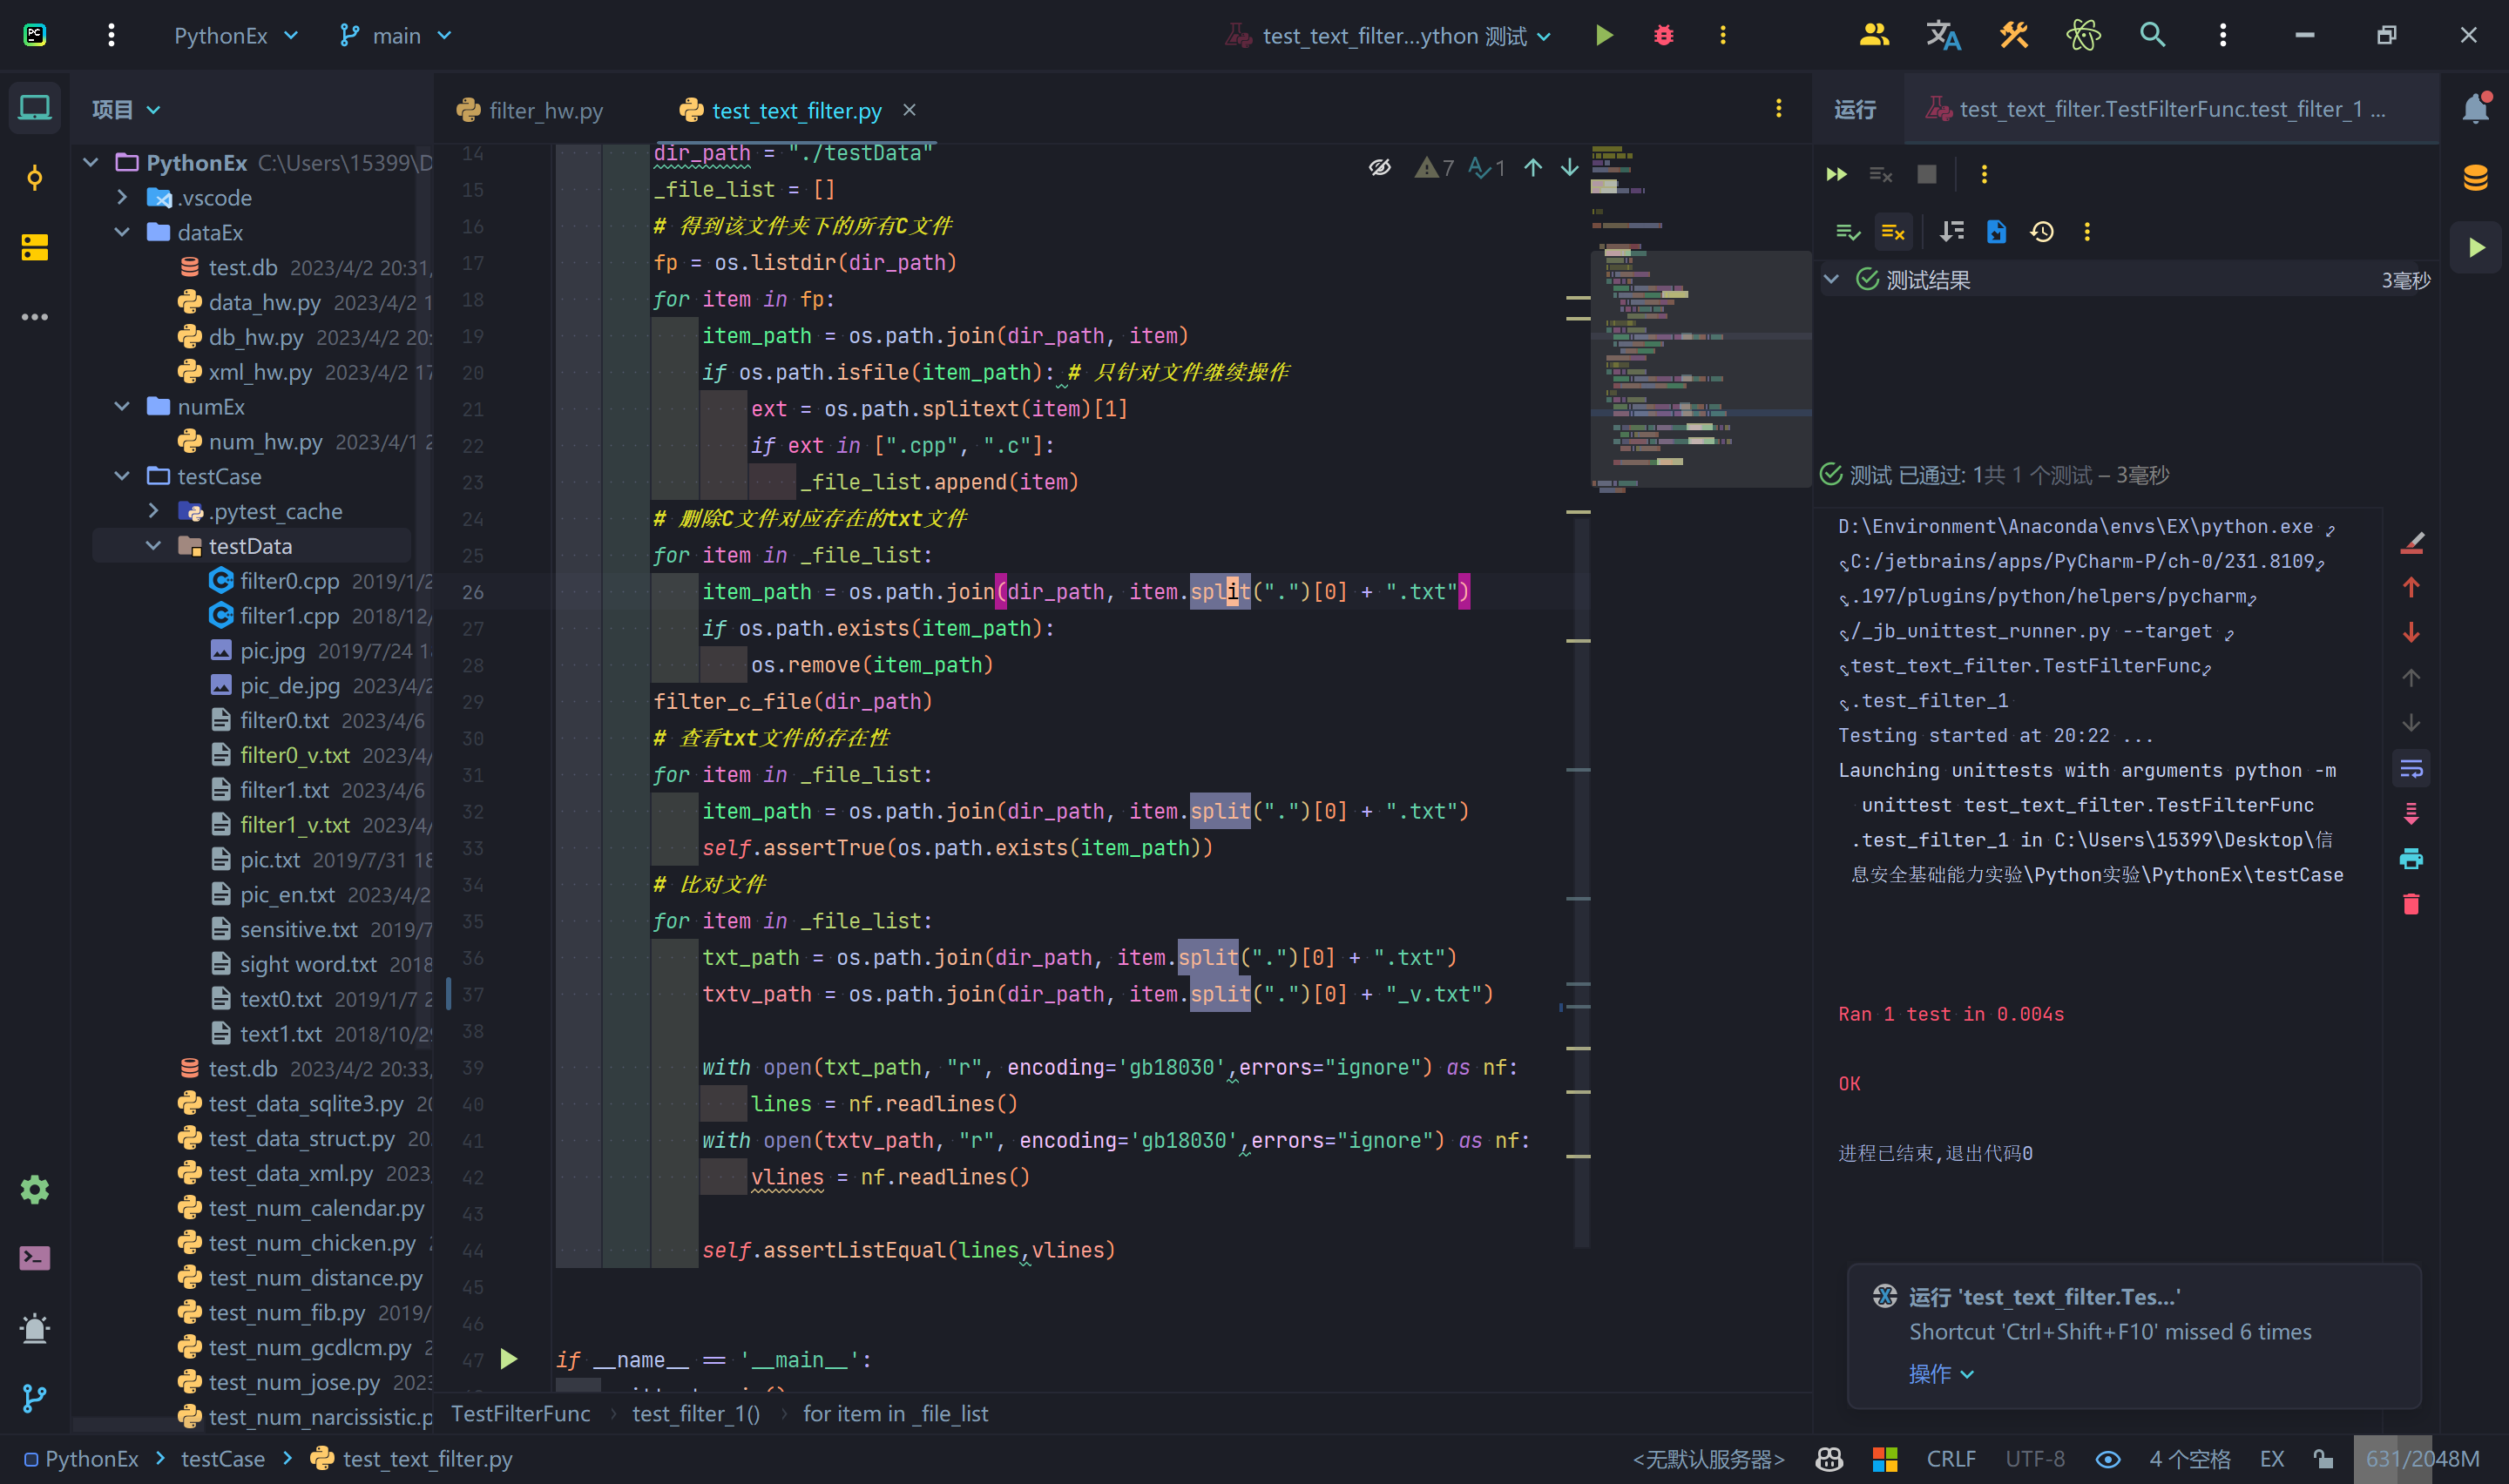 PythonEx
main
test_text_filter...ython 测试
项目
PythonEx C:\Users\15399\D
.vscode
dataEx
test.db 2023/4/2 20:31,
data_hw.py 2023/4/2 1
db_hw.py 2023/4/2 20:
xml_hw.py 2023/4/2 17
numEx
num_hw.py 2023/4/1 2
testCase
.pytest_cache
testData
filter0.cpp 2019/1/2
filter1.cpp 2018/12/
pic.jpg 2019/7/24 1
pic_de.jpg 2023/4/2
filter0.txt 2023/4/6
filter0_v.txt 2023/4/
filter1.txt 2023/4/6
filter1_v.txt 2023/4/
pic.txt 2019/7/31 18
pic_en.txt 2023/4/2
sensitive.txt 2019/7
sight word.txt 2018
text0.txt 2019/1/7 2
text1.txt 2018/10/29
test.db 2023/4/2 20:33,
test_data_sqlite3.py 20
test_data_struct.py 20
test_data_xml.py 2023
test_num_calendar.py
test_num_chicken.py
test_num_distance.py
test_num_fib.py 2019/
test_num_gcdlcm.py 2
test_num_jose.py 2023
test_num_narcissistic.p
filter_hw.py
test_text_filter.py
7 1
14 dir_path = "./testData"
15 _file_list = []
16 # 得到该文件夹下的所有C文件
17 fp = os.listdir(dir_path)
18 for item in fp:
19 item_path = os.path.join(dir_path, item)
20 if os.path.isfile(item_path): # 只针对文件继续操作
21 ext = os.path.splitext(item)[1]
22 if ext in [".cpp", ".c"]:
23 _file_list.append(item)
24 # 删除C文件对应存在的txt文件
25 for item in _file_list:
26 item_path = os.path.join(dir_path, item.split(".")[0] + ".txt")
27 if os.path.exists(item_path):
28 os.remove(item_path)
29 filter_c_file(dir_path)
30 # 查看txt文件的存在性
31 for item in _file_list:
32 item_path = os.path.join(dir_path, item.split(".")[0] + ".txt")
33 self.assertTrue(os.path.exists(item_path))
34 # 比对文件
35 for item in _file_list:
36 txt_path = os.path.join(dir_path, item.split(".")[0] + ".txt")
37 txtv_path = os.path.join(dir_path, item.split(".")[0] + "_v.txt")
38
39 with open(txt_path, "r", encoding='gb18030',errors="ignore") as nf:
40 lines = nf.readlines()
41 with open(txtv_path, "r", encoding='gb18030',errors="ignore") as nf:
42 vlines = nf.readlines()
43
44 self.assertListEqual(lines,vlines)
45
46
47 if __name__ == '__main__':
TestFilterFunc › test_filter_1() › for item in _file_list
运行
test_text_filter.TestFilterFunc.test_filter_1 ...
测试结果 3毫秒
测试 已通过: 1共 1 个测试 – 3毫秒
D:\Environment\Anaconda\envs\EX\python.exe
C:/jetbrains/apps/PyCharm-P/ch-0/231.8109
.197/plugins/python/helpers/pycharm
/_jb_unittest_runner.py --target
test_text_filter.TestFilterFunc
.test_filter_1
Testing started at 20:22 ...
Launching unittests with arguments python -m
unittest test_text_filter.TestFilterFunc
.test_filter_1 in C:\Users\15399\Desktop\信
息安全基础能力实验\Python实验\PythonEx\testCase
Ran 1 test in 0.004s
OK
进程已结束,退出代码0
运行 'test_text_filter.Tes...'
Shortcut 'Ctrl+Shift+F10' missed 6 times
操作
PythonEx › testCase › test_text_filter.py
<无默认服务器>
CRLF
UTF-8
4 个空格
EX
631/2048M